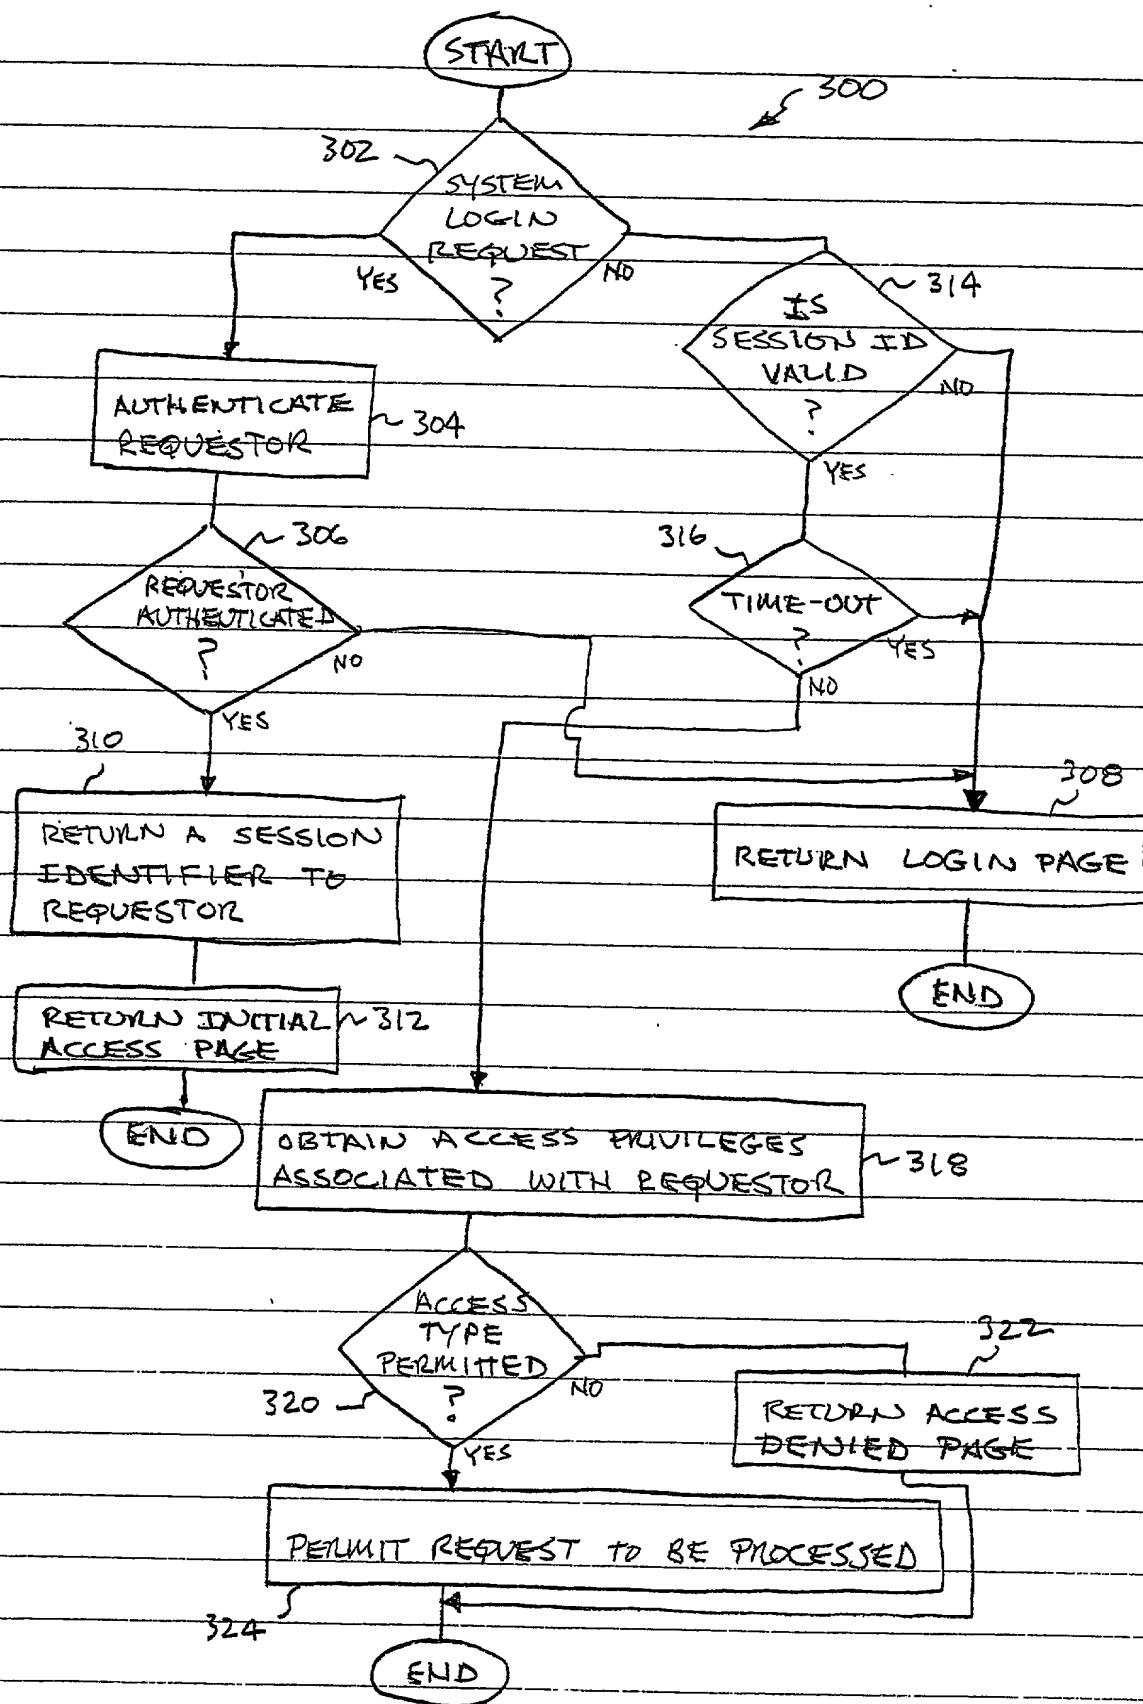 START
300
302
SYSTEM
LOGIN
REQUEST
?
YES
NO
314
IS
SESSION ID
VALID
?
NO
YES
AUTHENTICATE
REQUESTOR
304
306
REQUESTOR
AUTHENTICATED
?
NO
YES
316
TIME-OUT
?
YES
NO
310
RETURN A SESSION
IDENTIFIER TO
REQUESTOR
308
RETURN LOGIN PAGE
END
RETURN INITIAL
ACCESS PAGE
312
END
OBTAIN ACCESS PRIVILEGES
ASSOCIATED WITH REQUESTOR
318
ACCESS
TYPE
PERMITTED
?
320
NO
YES
322
RETURN ACCESS
DENIED PAGE
PERMIT REQUEST TO BE PROCESSED
324
END